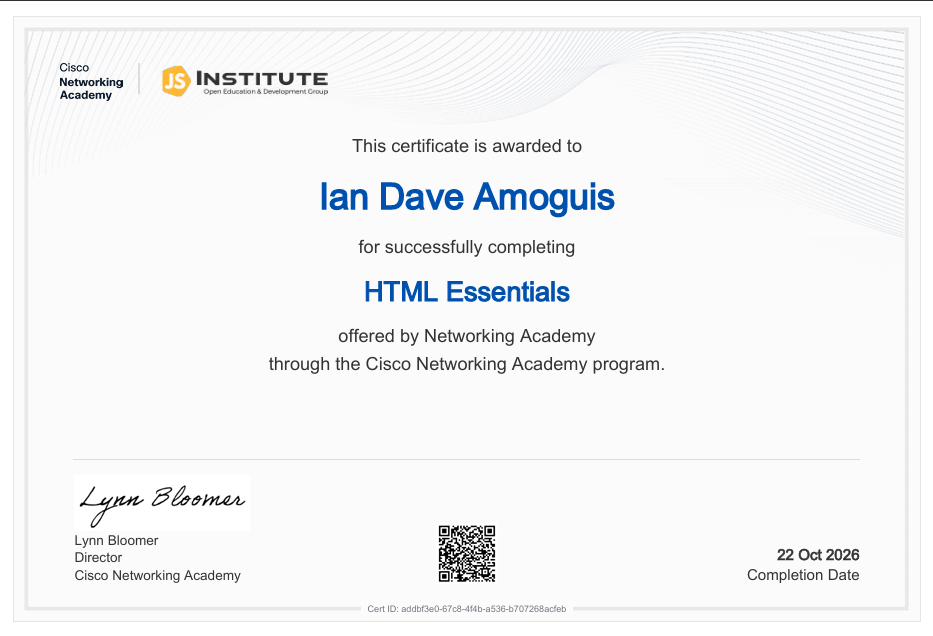 Cisco
Networking
Academy
JS INSTITUTE
Open Education & Development Group
This certificate is awarded to
Ian Dave Amoguis
for successfully completing
HTML Essentials
offered by Networking Academy
through the Cisco Networking Academy program.
Lynn Bloomer
Lynn Bloomer
Director
Cisco Networking Academy
22 Oct 2026
Completion Date
Cert ID: addbf3e0-67c8-4f4b-a536-b707268acfeb